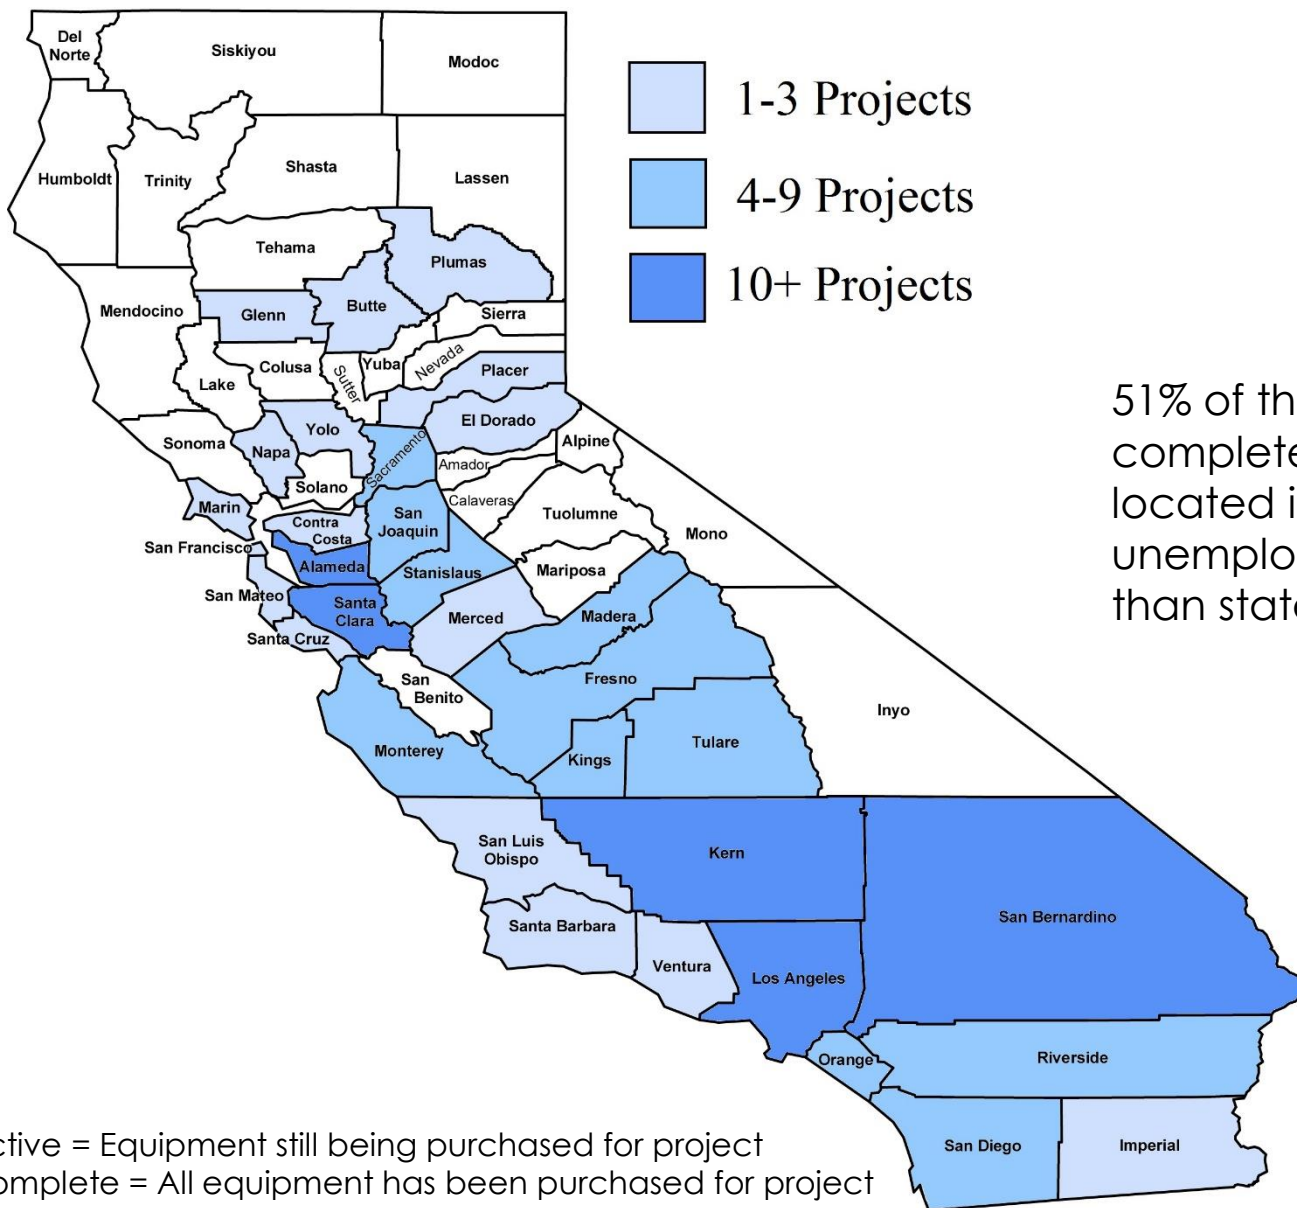 Del
Norte
Siskiyou
Modoc
Humboldt
Trinity
Shasta
Lassen
Tehama
Plumas
Mendocino
Glenn
Butte
Sierra
Colusa
Sutter
Yuba
Nevada
Lake
Placer
El Dorado
Sonoma
Napa
Yolo
Sacramento
Amador
Alpine
Solano
Calaveras
Marin
Contra
Costa
San
Joaquin
Tuolumne
Mono
San Francisco
Alameda
Stanislaus
Mariposa
San Mateo
Santa
Clara
Merced
Madera
Santa Cruz
San
Benito
Fresno
Inyo
Monterey
Kings
Tulare
San Luis
Obispo
Kern
San Bernardino
Santa Barbara
Ventura
Los Angeles
Orange
Riverside
San Diego
Imperial
1-3 Projects
4-9 Projects
10+ Projects
51% of th
complete
located i
unemplo
than state
ctive = Equipment still being purchased for project
omplete = All equipment has been purchased for project